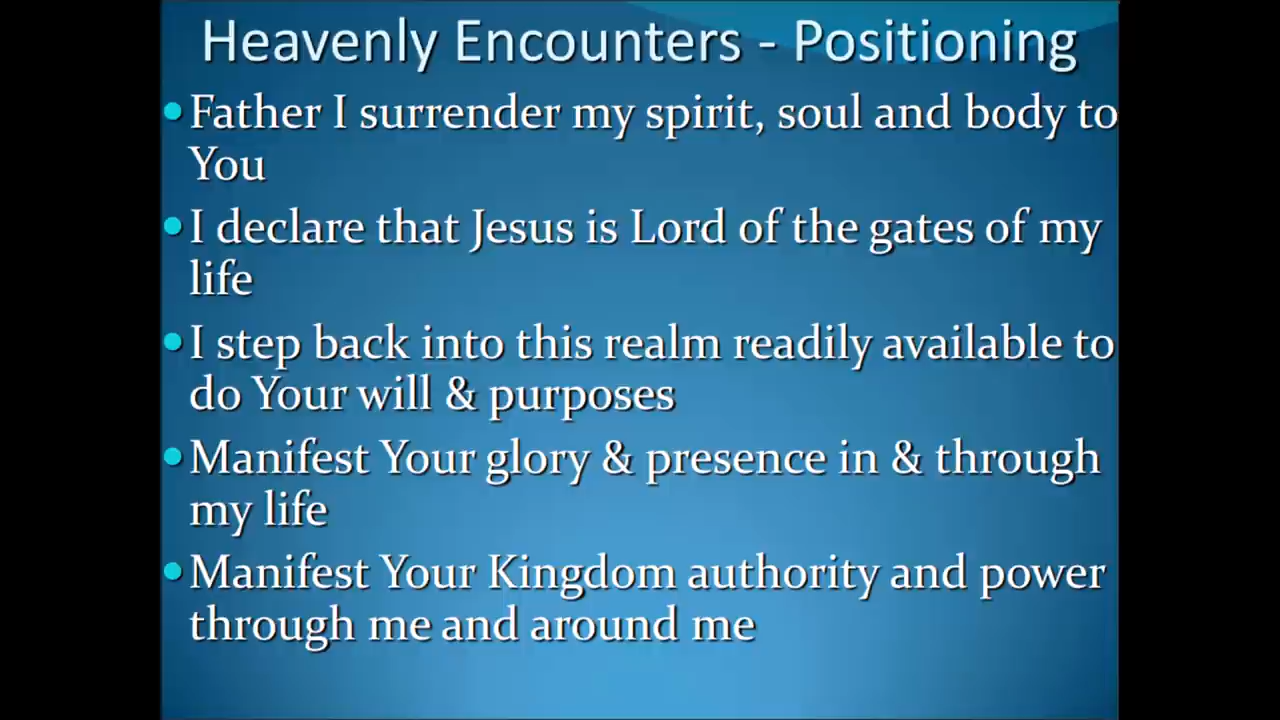 Heavenly Encounters - Positioning
• Father I surrender my spirit, soul and body to
You
• I declare that Jesus is Lord of the gates of my
life
• I step back into this realm readily available to
do Your will & purposes
• Manifest Your glory & presence in & through
my life
• Manifest Your Kingdom authority and power
through me and around me